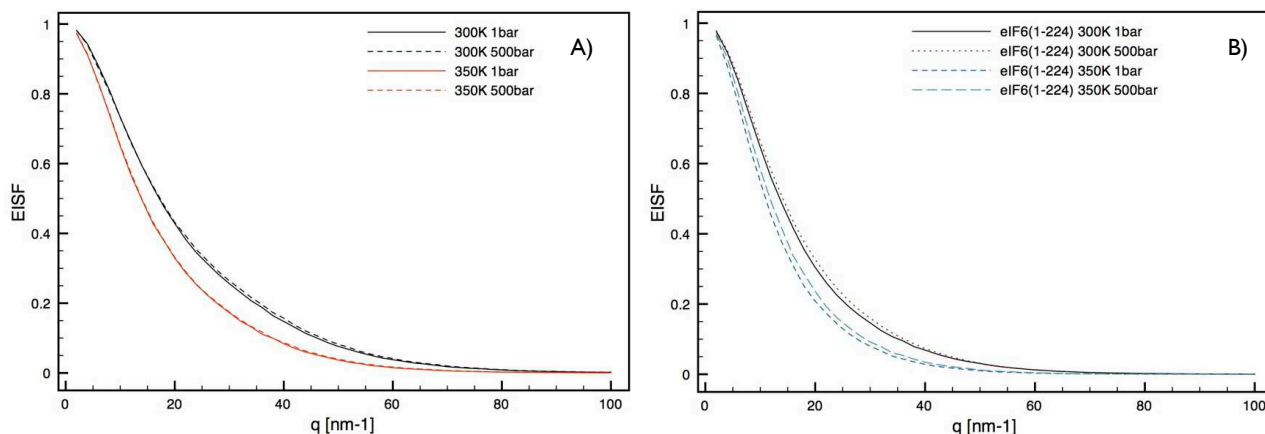 1
0.8
0.6
0.4
0.2
0
EISF
0 20 40 60 80 100
q [nm-1]
300K 1bar
300K 500bar
350K 1bar
350K 500bar
A)
1
0.8
0.6
0.4
0.2
0
EISF
0 20 40 60 80 100
q [nm-1]
eIF6(1-224) 300K 1bar
eIF6(1-224) 300K 500bar
eIF6(1-224) 350K 1bar
eIF6(1-224) 350K 500bar
B)